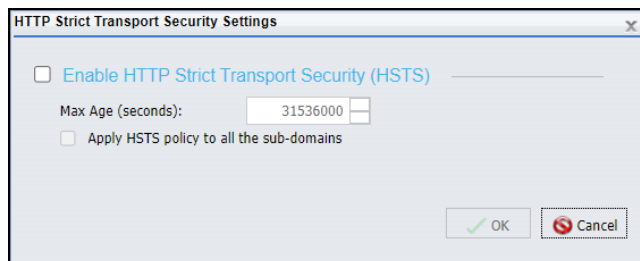 HTTP Strict Transport Security Settings
Enable HTTP Strict Transport Security (HSTS)
Max Age (seconds): 31536000
Apply HSTS policy to all the sub-domains
OK Cancel